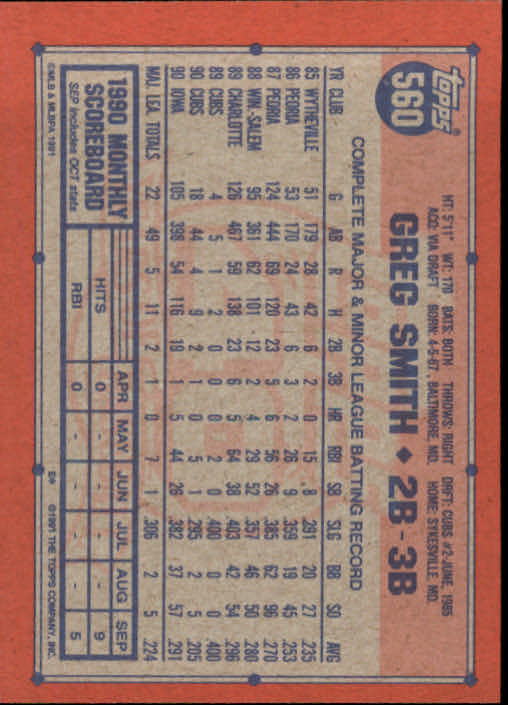 topps
560
HT: 5'11" WT: 170 BATS: BOTH THROWS: RIGHT DRFT: CUBS #2-JUNE, 1985
ACQ: VIA DRAFT BORN: 4-5-67, BALTIMORE, MD. HOME: SYKESVILLE, MD.
GREG SMITH ♦ 2B-3B
COMPLETE MAJOR & MINOR LEAGUE BATTING RECORD
YR CLUB G AB R H 2B 3B HR RBI SB SLG BB SO AVG
85 WYTHEVILLE 51 179 28 42 6 2 0 15 8 .291 20 27 .235
86 PEORIA 53 170 24 43 6 3 2 26 9 .359 19 45 .253
87 PEORIA 124 444 69 120 23 5 6 56 26 .385 62 96 .270
88 WIN.-SALEM 95 361 62 101 12 2 4 29 52 .357 46 50 .280
89 CHARLOTTE 126 467 59 138 23 6 5 64 38 .403 42 54 .296
89 CUBS 4 5 1 2 0 0 0 2 0 .400 0 0 .400
90 CUBS 18 44 4 9 2 1 0 5 1 .295 2 5 .205
90 IOWA 105 398 54 116 19 1 5 44 26 .382 37 57 .291
MAJ. LEA. TOTALS 22 49 5 11 2 1 0 7 1 .306 2 5 .224
1990 MONTHLY
SCOREBOARD
SEP includes OCT stats
APR MAY JUN JUL AUG SEP
HITS 0 - - - - 9
RBI 0 - - - - 5
©MLB & MLBPA 1991
©1991 THE TOPPS COMPANY, INC.